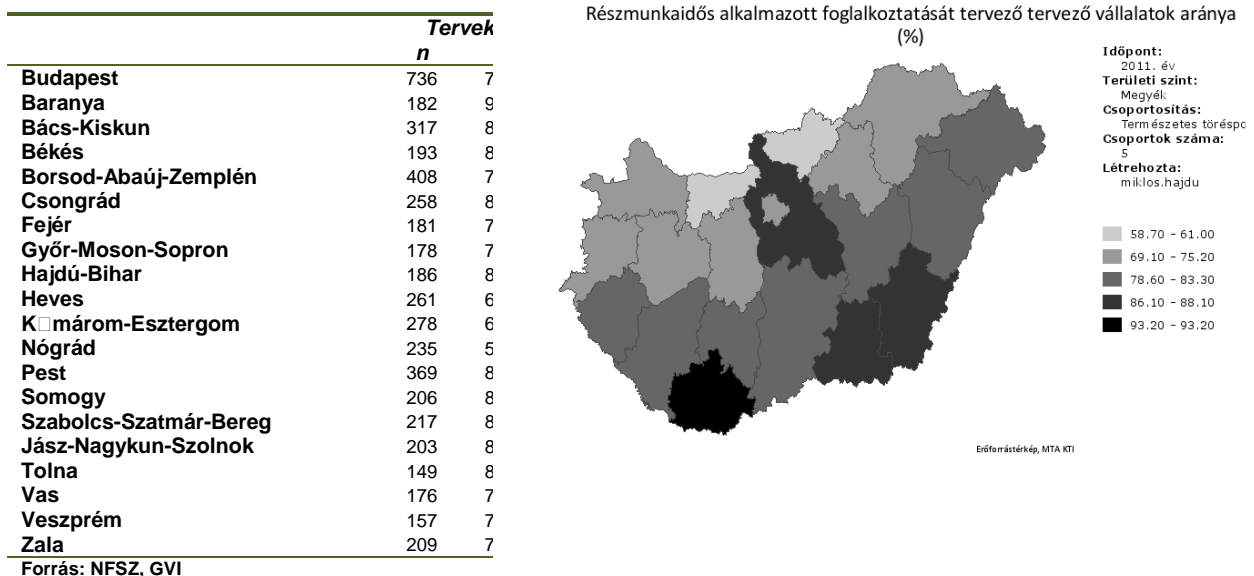 Tervek
n
Budapest 736 7
Baranya 182 9
Bács-Kiskun 317 8
Békés 193 8
Borsod-Abaúj-Zemplén 408 7
Csongrád 258 8
Fejér 181 7
Győr-Moson-Sopron 178 7
Hajdú-Bihar 186 8
Heves 261 6
K□márom-Esztergom 278 6
Nógrád 235 5
Pest 369 8
Somogy 206 8
Szabolcs-Szatmár-Bereg 217 8
Jász-Nagykun-Szolnok 203 8
Tolna 149 8
Vas 176 7
Veszprém 157 7
Zala 209 7
Forrás: NFSZ, GVI
Részmunkaidős alkalmazott foglalkoztatását tervező tervező vállalatok aránya
(%)
Időpont:
2011. év
Területi szint:
Megyék
Csoportosítás:
Természetes töréspo
Csoportok száma:
5
Létrehozta:
miklos.hajdu
58.70 - 61.00
69.10 - 75.20
78.60 - 83.30
86.10 - 88.10
93.20 - 93.20
Erőforrástérkép, MTA KTI